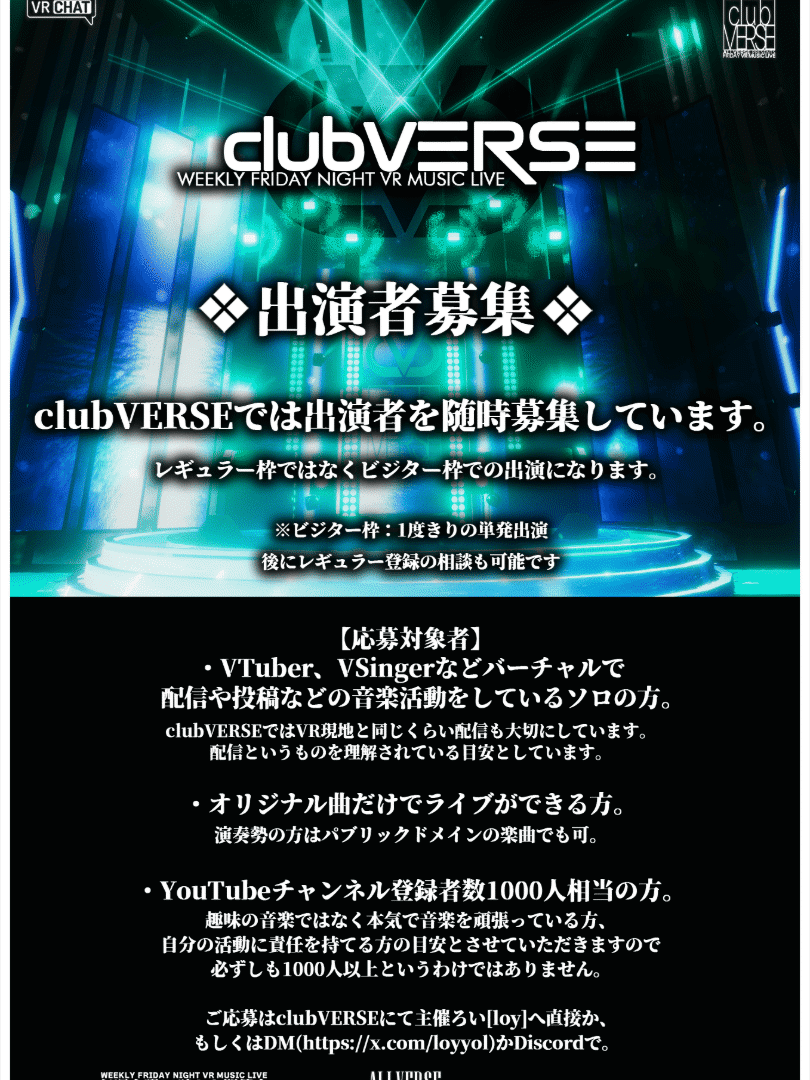 VR CHAT
club
VERSE
FRIDAY VR MUSIC LIVE
clubVERSE
WEEKLY FRIDAY NIGHT VR MUSIC LIVE
❖出演者募集❖
clubVERSEでは出演者を随時募集しています。
レギュラー枠ではなくビジター枠での出演になります。
※ビジター枠：1度きりの単発出演
後にレギュラー登録の相談も可能です
【応募対象者】
・VTuber、VSingerなどバーチャルで
配信や投稿などの音楽活動をしているソロの方。
clubVERSEではVR現地と同じくらい配信も大切にしています。
配信というものを理解されている目安としています。
・オリジナル曲だけでライブができる方。
演奏勢の方はパブリックドメインの楽曲でも可。
・YouTubeチャンネル登録者数1000人相当の方。
趣味の音楽ではなく本気で音楽を頑張っている方、
自分の活動に責任を持てる方の目安とさせていただきますので
必ずしも1000人以上というわけではありません。
ご応募はclubVERSEにて主催ろい[loy]へ直接か、
もしくはDM(https://x.com/loyyol)かDiscordで。
WEEKLY FRIDAY NIGHT VR MUSIC LIVE
ALLVERSE